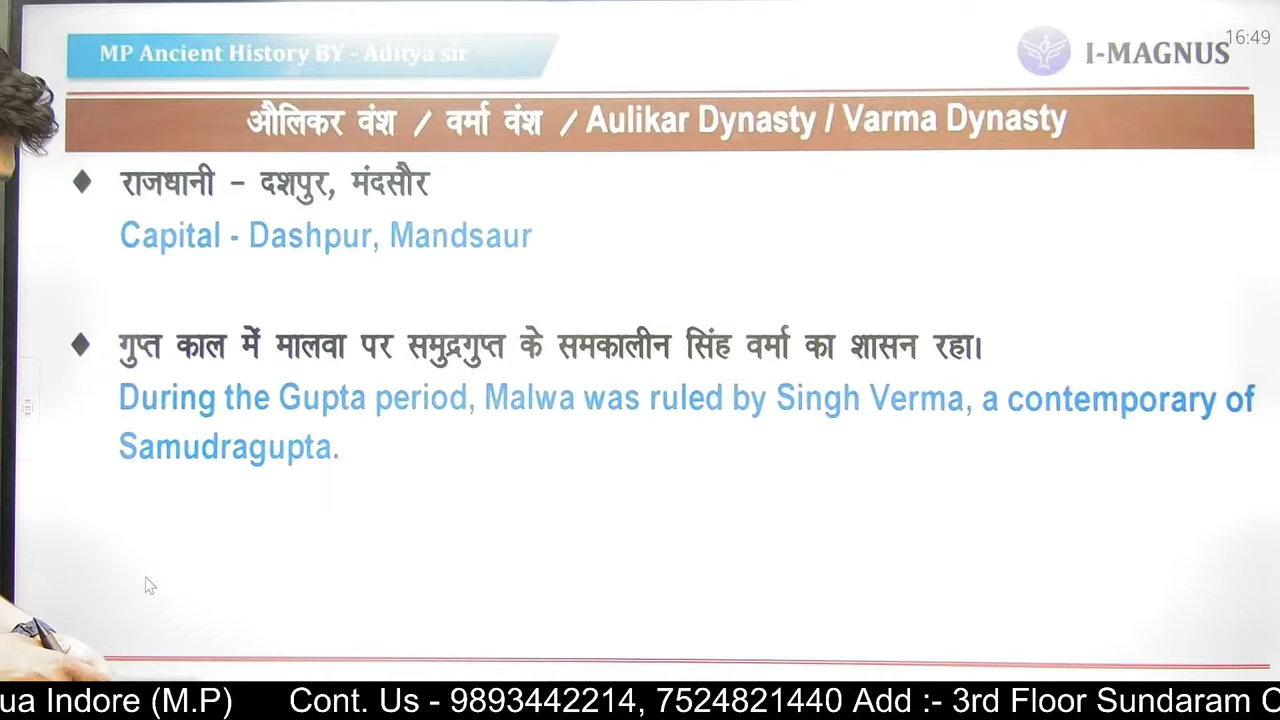 MP Ancient History BY - Aditya sir
I-MAGNUS
16:49
औलिकर वंश / वर्मा वंश / Aulikar Dynasty / Varma Dynasty
राजधानी - दशपुर, मंदसौर
Capital - Dashpur, Mandsaur
गुप्त काल में मालवा पर समुद्रगुप्त के समकालीन सिंह वर्मा का शासन रहा।
During the Gupta period, Malwa was ruled by Singh Verma, a contemporary of
Samudragupta.
ua Indore (M.P) Cont. Us - 9893442214, 7524821440 Add :- 3rd Floor Sundaram C